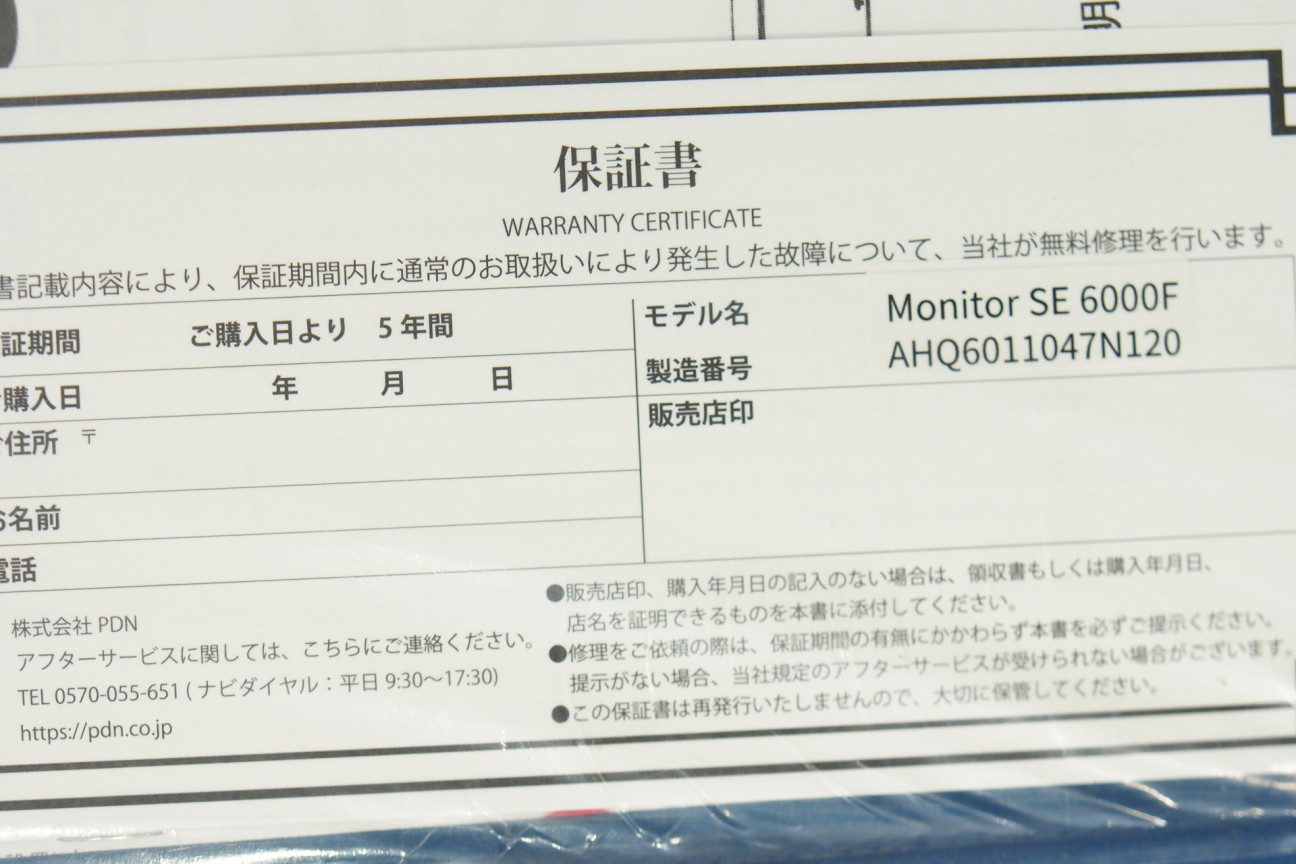 明
保証書
WARRANTY CERTIFICATE
書記載内容により、保証期間内に通常のお取扱いにより発生した故障について、当社が無料修理を行います。
証期間 ご購入日より 5 年間
モデル名 Monitor SE 6000F
製造番号 AHQ6011047N120
購入日 年 月 日
販売店印
住所 〒
名前
電話
株式会社 PDN
アフターサービスに関しては、こちらにご連絡ください。
TEL 0570-055-651 ( ナビダイヤル：平日 9:30～17:30)
https://pdn.co.jp
●販売店印、購入年月日の記入のない場合は、領収書もしくは購入年月日、
店名を証明できるものを本書に添付してください。
●修理をご依頼の際は、保証期間の有無にかかわらず本書を必ずご提示ください。
提示がない場合、当社規定のアフターサービスが受けられない場合がございます。
●この保証書は再発行いたしませんので、大切に保管してください。